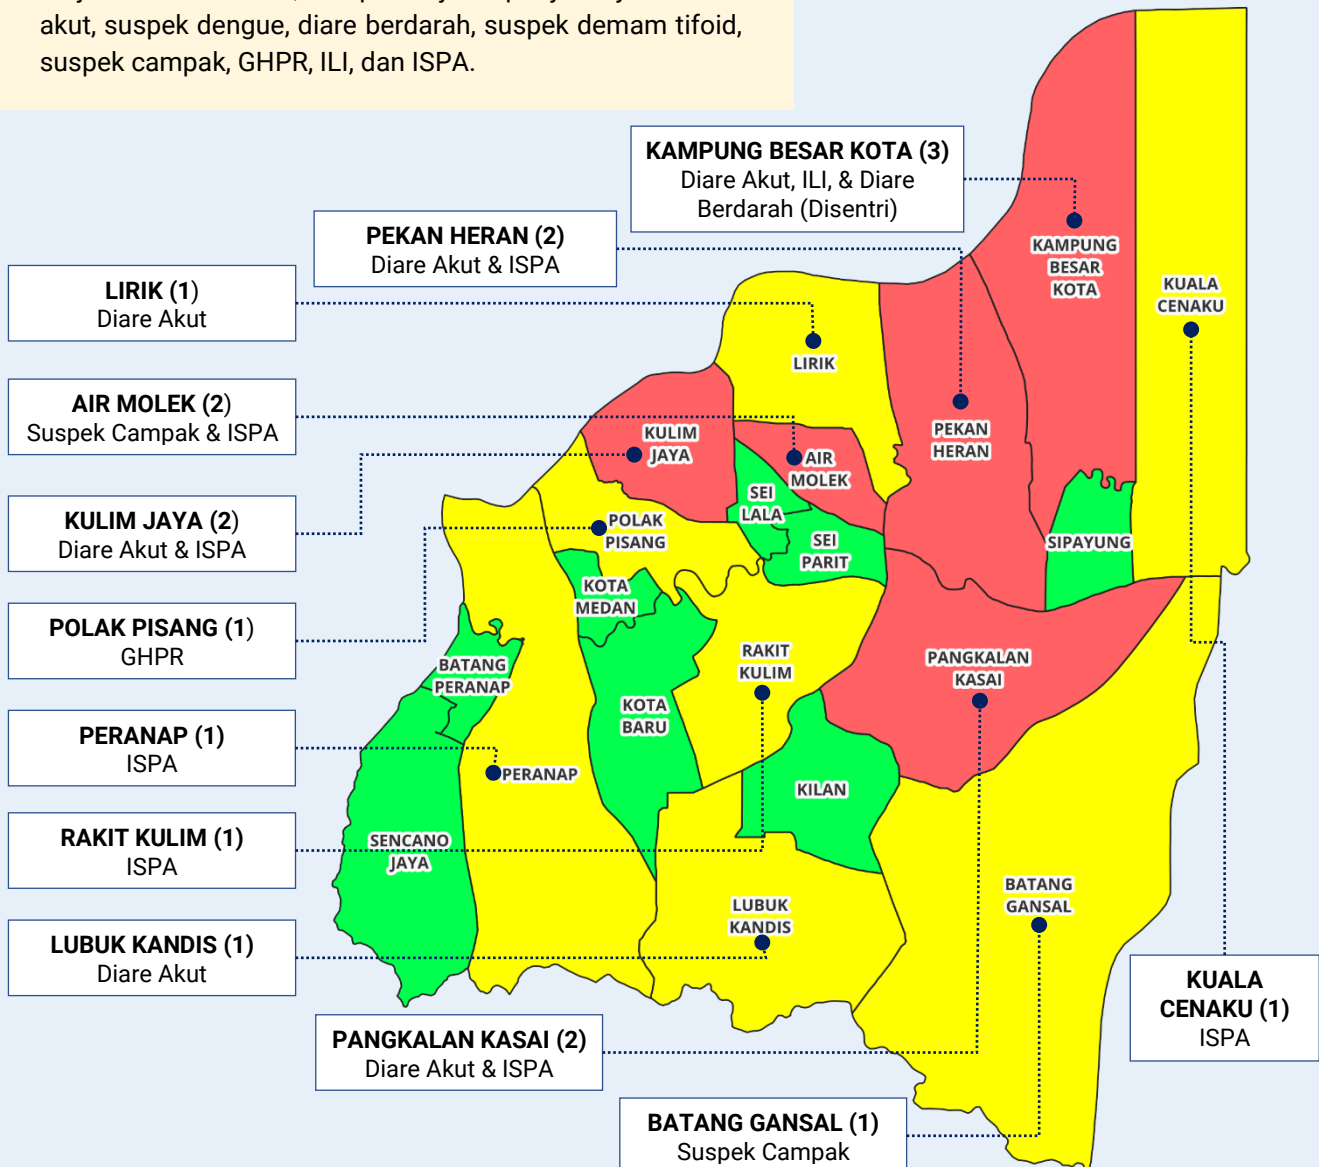 akut, suspek dengue, diare berdarah, suspek demam tifoid,
suspek campak, GHPR, ILI, dan ISPA.
KAMPUNG BESAR KOTA (3)
Diare Akut, ILI, & Diare
Berdarah (Disentri)
PEKAN HERAN (2)
Diare Akut & ISPA
LIRIK (1)
Diare Akut
AIR MOLEK (2)
Suspek Campak & ISPA
KULIM JAYA (2)
Diare Akut & ISPA
POLAK PISANG (1)
GHPR
PERANAP (1)
ISPA
RAKIT KULIM (1)
ISPA
LUBUK KANDIS (1)
Diare Akut
PANGKALAN KASAI (2)
Diare Akut & ISPA
BATANG GANSAL (1)
Suspek Campak
KUALA
CENAKU (1)
ISPA
KAMPUNG
BESAR
KOTA
KUALA
CENAKU
LIRIK
PEKAN
HERAN
KULIM
JAYA
AIR
MOLEK
SEI
LALA
POLAK
PISANG
SEI
PARIT
SIPAYUNG
KOTA
MEDAN
BATANG
PERANAP
RAKIT
KULIM
PANGKALAN
KASAI
KOTA
BARU
PERANAP
KILAN
SENCANO
JAYA
LUBUK
KANDIS
BATANG
GANSAL